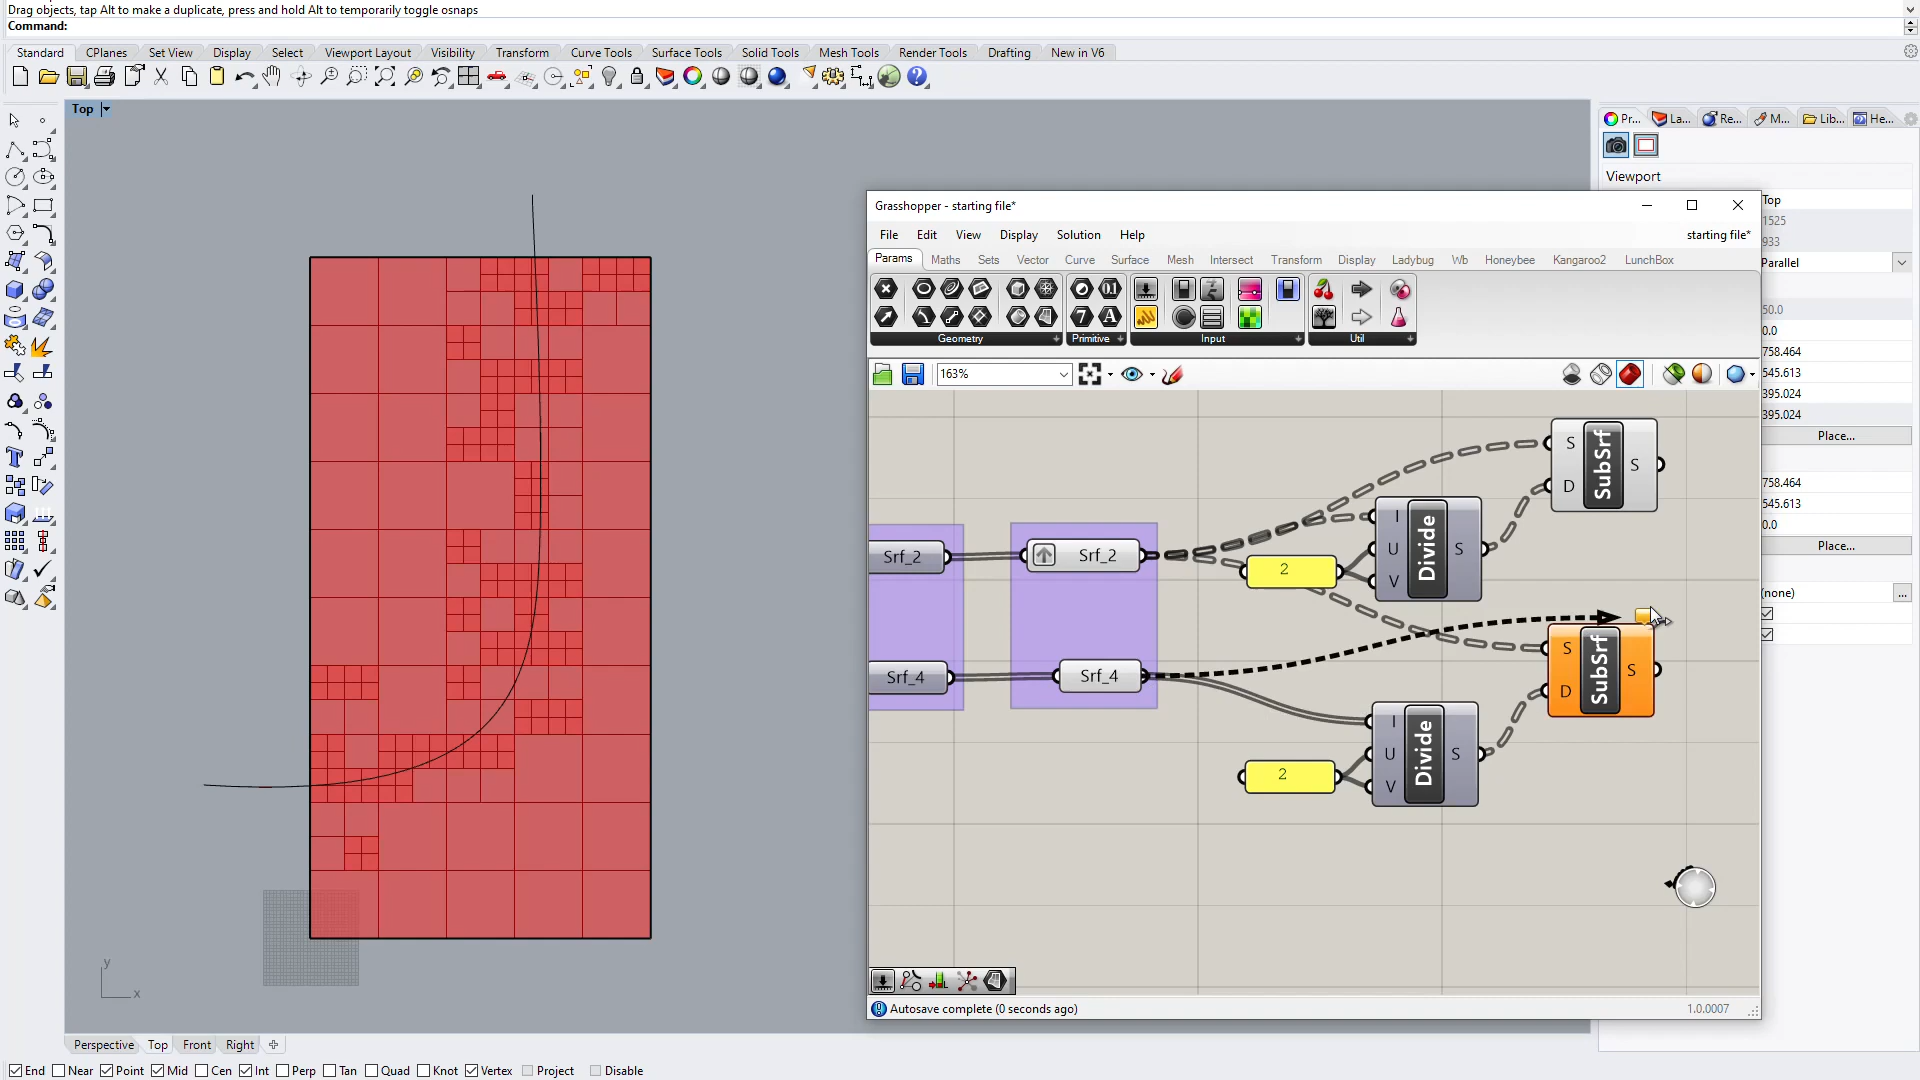 Drag objects, tap Alt to make a duplicate, press and hold Alt to temporarily toggle osnaps
Command:
Standard CPlanes Set View Display Select Viewport Layout Visibility Transform Curve Tools Surface Tools Solid Tools Mesh Tools Render Tools Drafting New in V6
Top
Pr... La... Re... M... Lib... He...
Viewport
Top
1525
933
Parallel
50.0
0.0
758.464
545.613
395.024
395.024
Place...
758.464
503.613
0.0
Place...
(none)
...
Grasshopper - starting file*
File Edit View Display Solution Help
starting file*
Params Maths Sets Vector Curve Surface Mesh Intersect Transform Display Ladybug Wb Honeybee Kangaroo2 LunchBox
Geometry Primitive Input Util
163%
S SubSrf S
D
I
U Divide S
V
Srf_2
Srf_2
2
S SubSrf S
D
Srf_4
Srf_4
I
U Divide S
V
2
Autosave complete (0 seconds ago)
1.0.0007
y
x
Perspective Top Front Right
End Near Point Mid Cen Int Perp Tan Quad Knot Vertex Project Disable